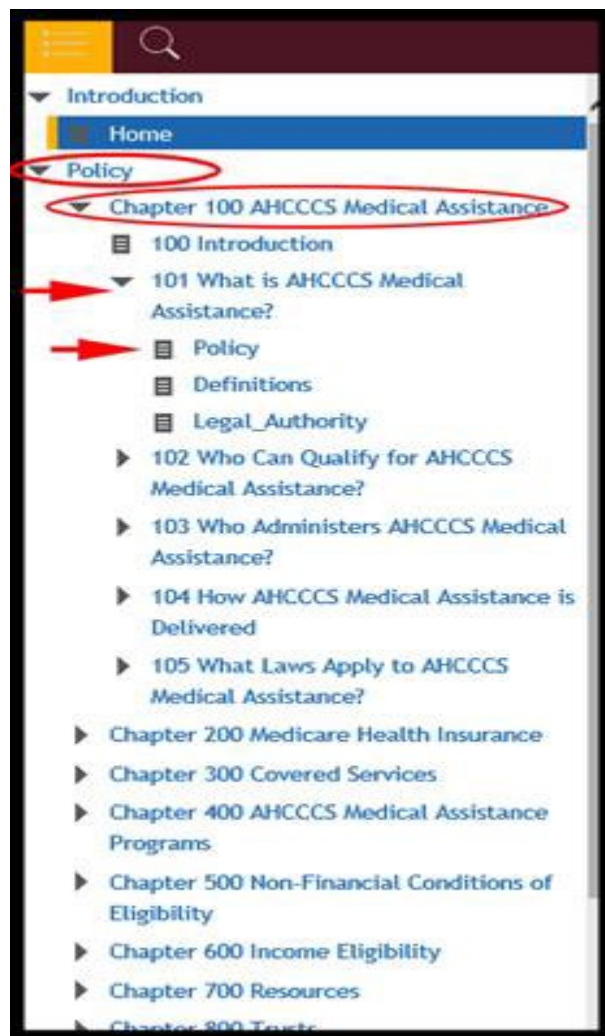 Introduction
Home
Policy
Chapter 100 AHCCCS Medical Assistance
100 Introduction
101 What is AHCCCS Medical
Assistance?
Policy
Definitions
Legal_Authority
102 Who Can Qualify for AHCCCS
Medical Assistance?
103 Who Administers AHCCCS Medical
Assistance?
104 How AHCCCS Medical Assistance is
Delivered
105 What Laws Apply to AHCCCS
Medical Assistance?
Chapter 200 Medicare Health Insurance
Chapter 300 Covered Services
Chapter 400 AHCCCS Medical Assistance
Programs
Chapter 500 Non-Financial Conditions of
Eligibility
Chapter 600 Income Eligibility
Chapter 700 Resources
Chapter 800 Trusts